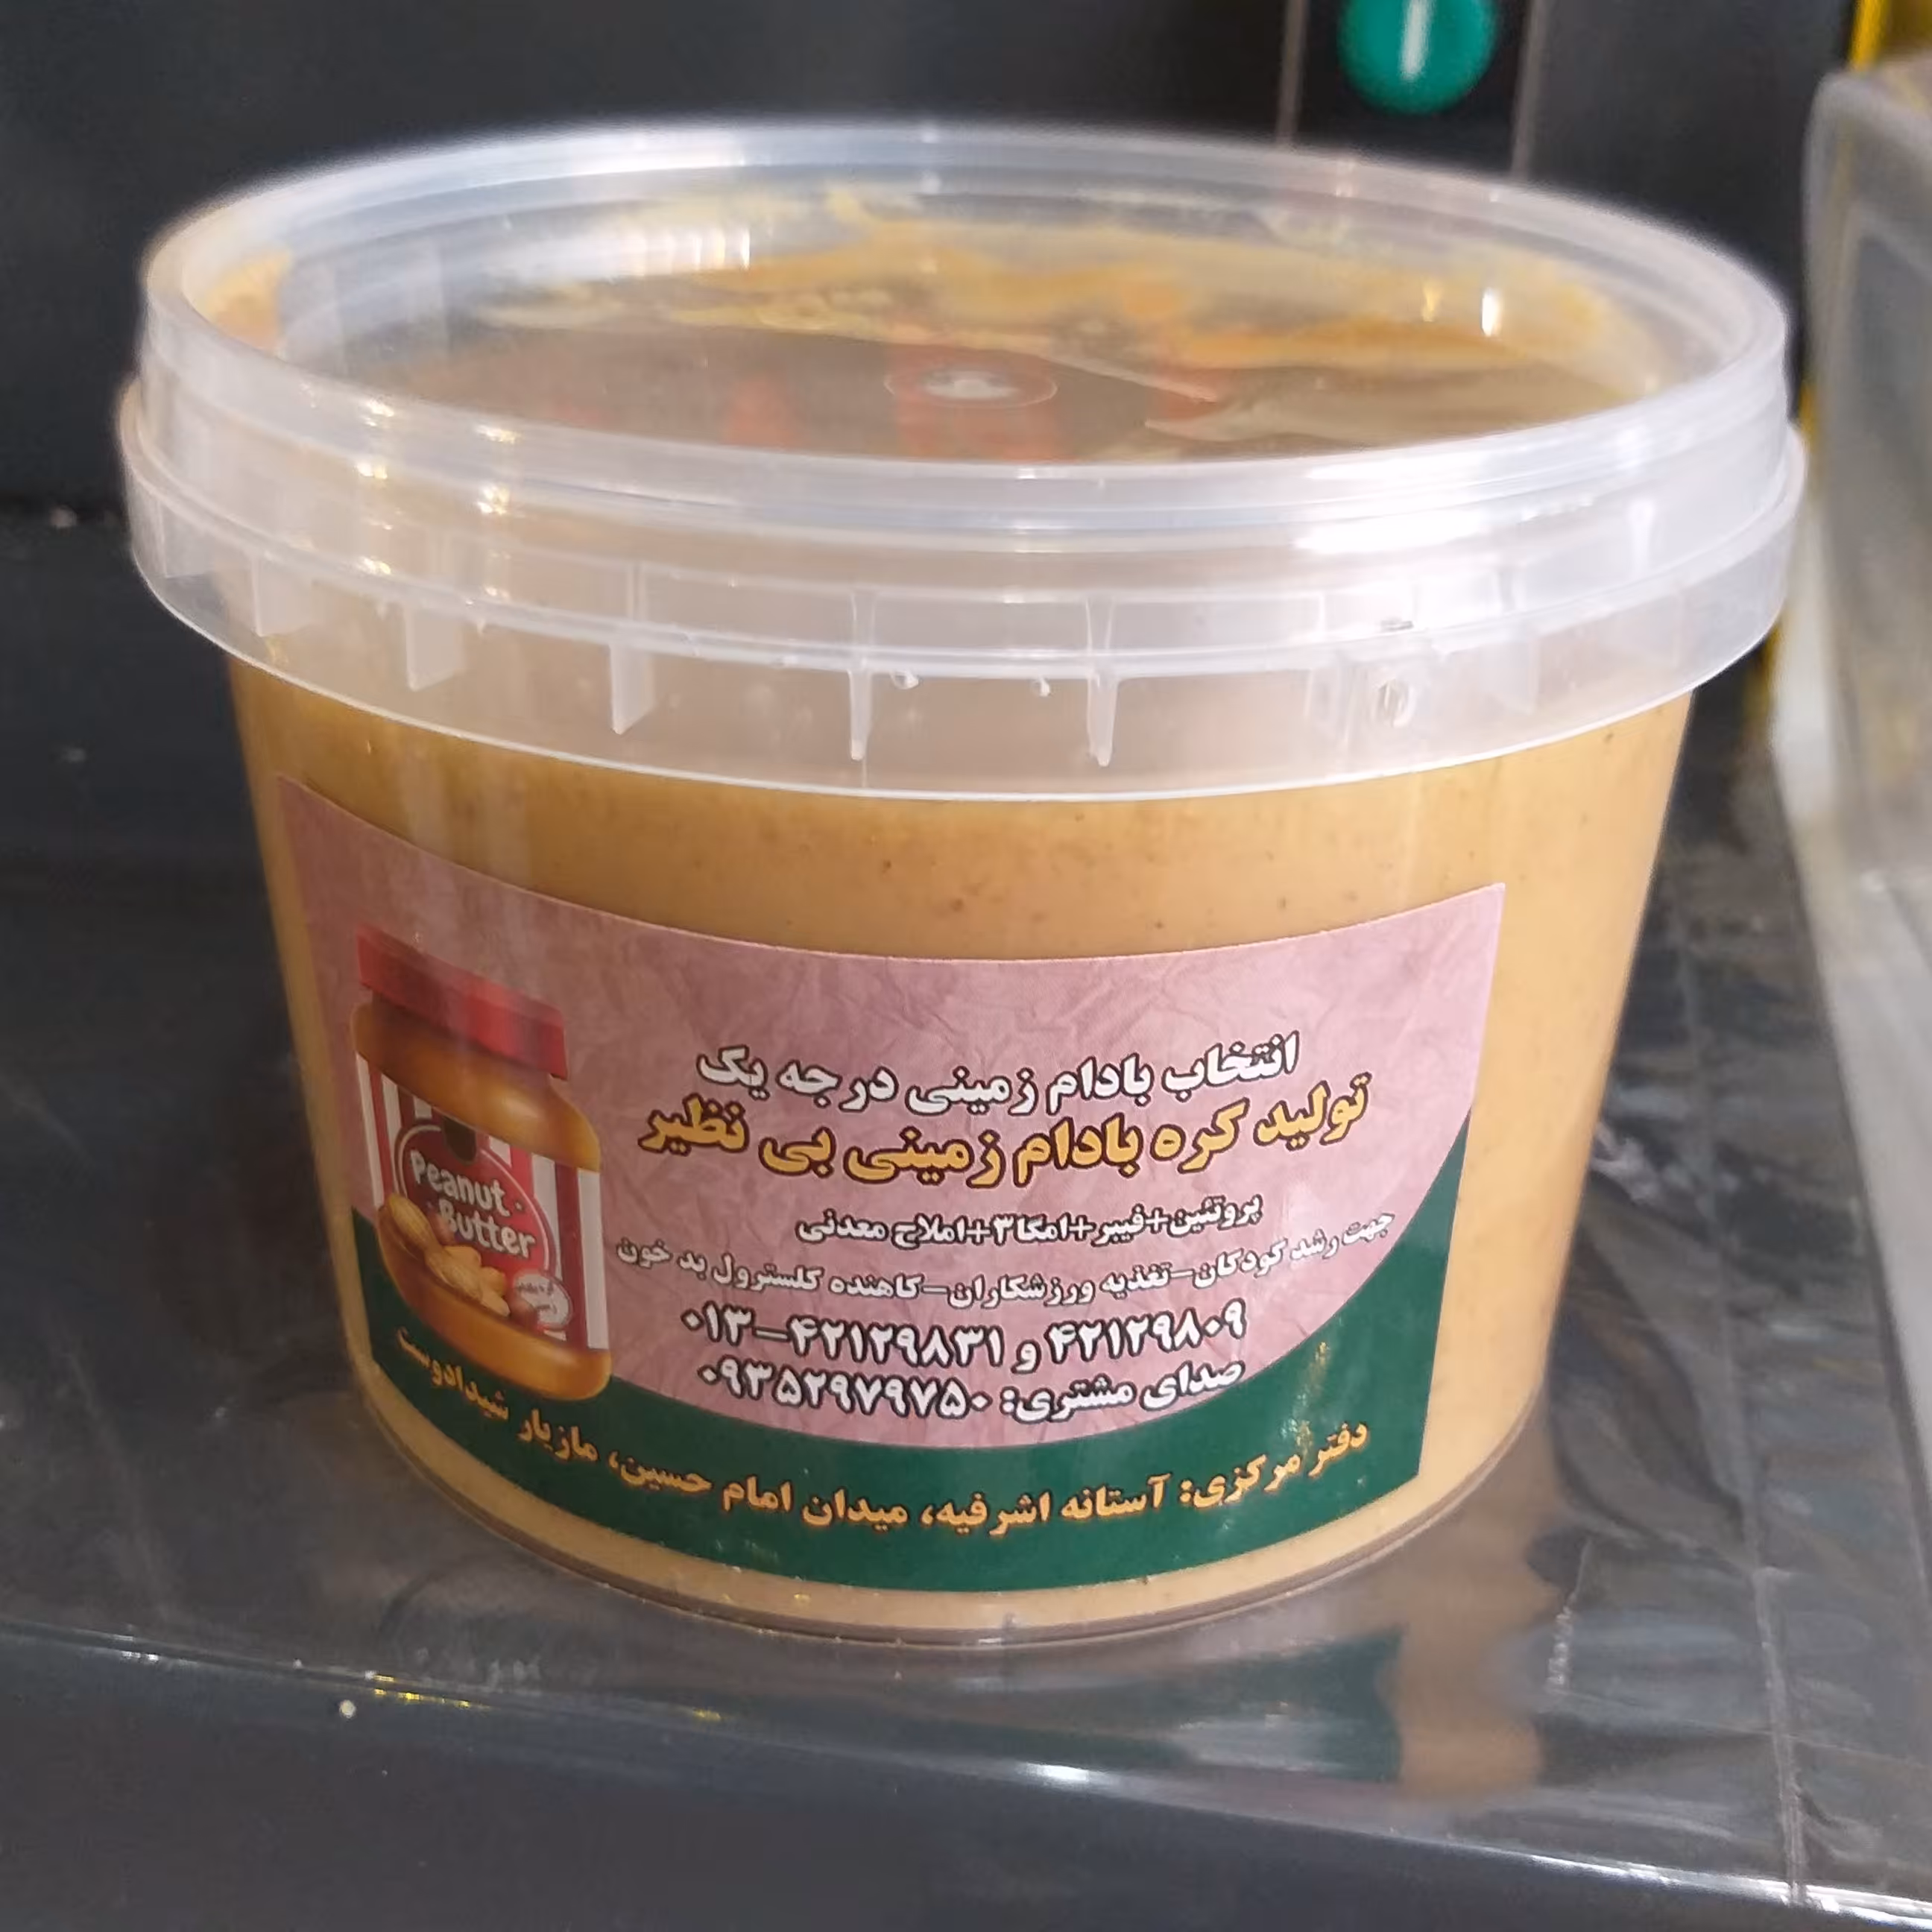 انتخاب بادام زمینی درجه یک
تولید کره بادام زمینی بی نظیر
پروتئین+فیبر+امگا۳+املاح معدنی
جهت رشد کودکان-تغذیه ورزشکاران-کاهنده کلسترول بد خون
۴۲۱۲۹۸۰۹ و ۴۲۱۲۹۸۳۱-۰۱۳
صدای مشتری: ۰۹۳۵۲۹۷۹۷۵۰
دفتر مرکزی: آستانه اشرفیه، میدان امام حسین، مازیار شیدادوست
Peanut
Butter